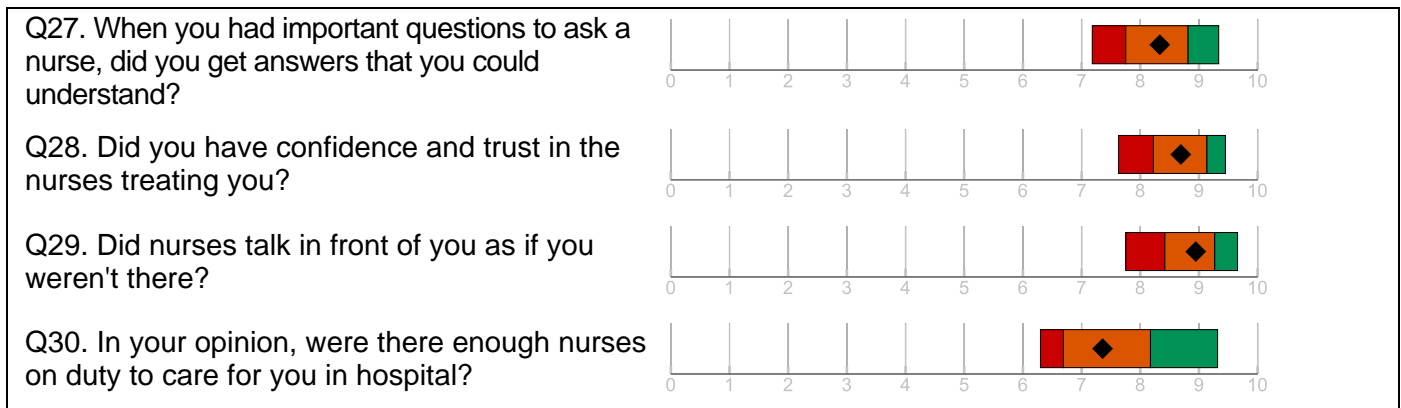 Q27. When you had important questions to ask a
nurse, did you get answers that you could
understand?
0 1 2 3 4 5 6 7 8 9 10
Q28. Did you have confidence and trust in the
nurses treating you?
0 1 2 3 4 5 6 7 8 9 10
Q29. Did nurses talk in front of you as if you
weren't there?
0 1 2 3 4 5 6 7 8 9 10
Q30. In your opinion, were there enough nurses
on duty to care for you in hospital?
0 1 2 3 4 5 6 7 8 9 10